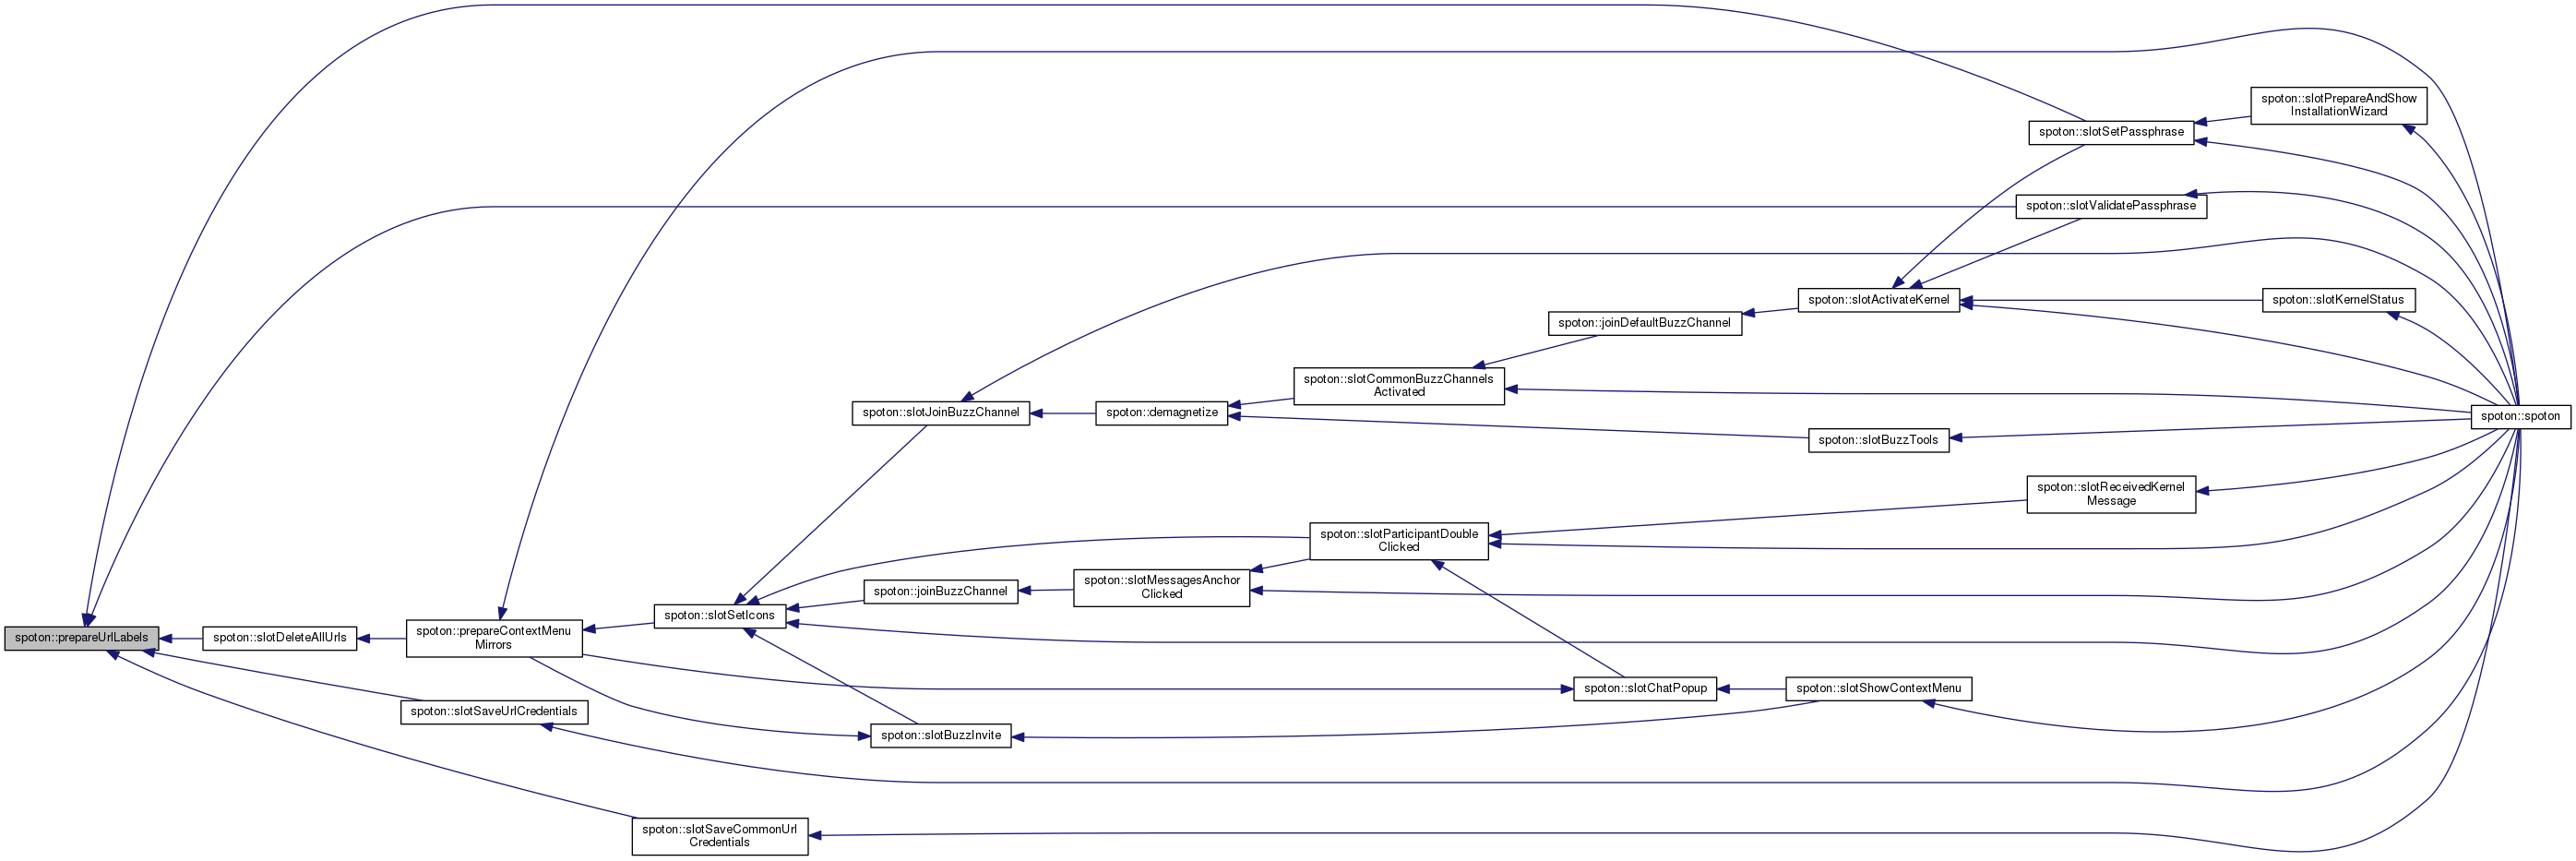 spoton::slotPrepareAndShow
InstallationWizard
spoton::slotSetPassphrase
spoton::slotValidatePassphrase
spoton::slotActivateKernel
spoton::slotKernelStatus
spoton::joinDefaultBuzzChannel
spoton::slotCommonBuzzChannels
Activated
spoton::slotJoinBuzzChannel
spoton::demagnetize
spoton::spoton
spoton::slotBuzzTools
spoton::slotReceivedKernel
Message
spoton::slotParticipantDouble
Clicked
spoton::slotMessagesAnchor
Clicked
spoton::joinBuzzChannel
spoton::slotSetIcons
spoton::prepareUrlLabels
spoton::slotDeleteAllUrls
spoton::prepareContextMenu
Mirrors
spoton::slotChatPopup
spoton::slotShowContextMenu
spoton::slotSaveUrlCredentials
spoton::slotBuzzInvite
spoton::slotSaveCommonUrl
Credentials